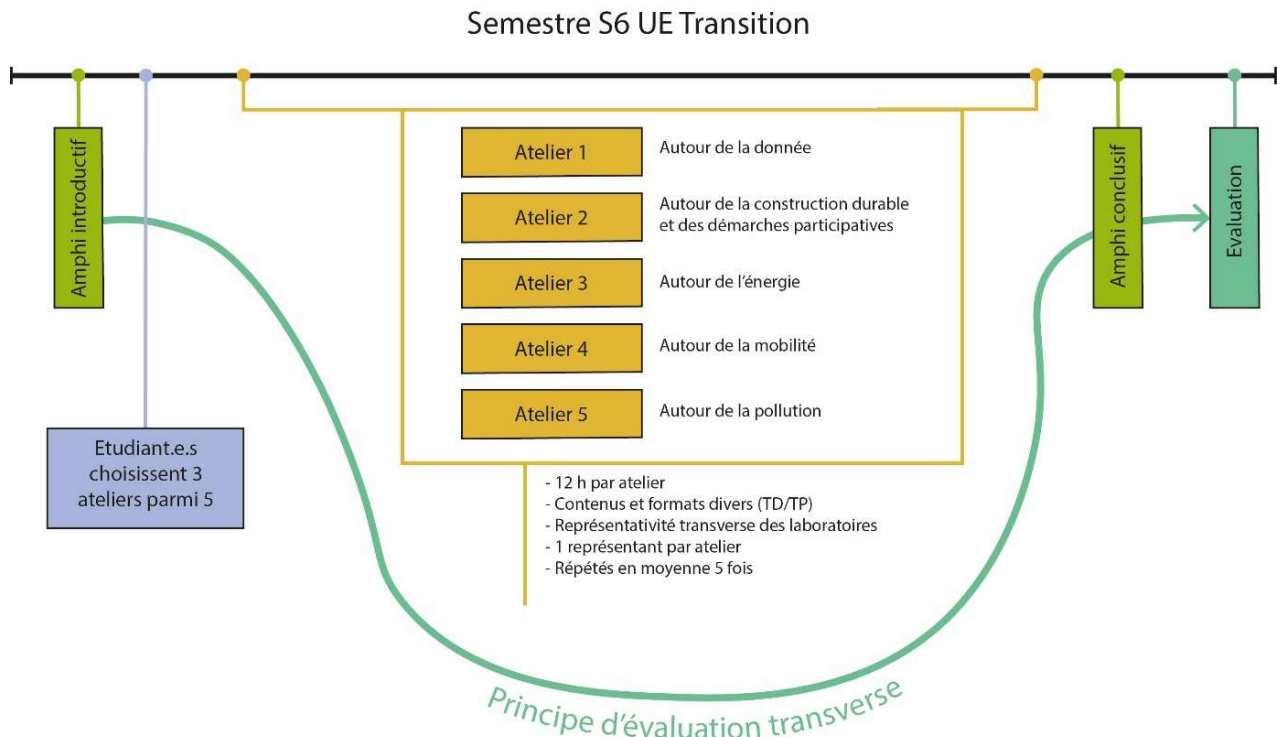 Semestre S6 UE Transition
Amphi introductif
Etudiant.e.s
choisissent 3
ateliers parmi 5
Atelier 1
Autour de la donnée
Atelier 2
Autour de la construction durable
et des démarches participatives
Atelier 3
Autour de l'énergie
Atelier 4
Autour de la mobilité
Atelier 5
Autour de la pollution
- 12 h par atelier
- Contenus et formats divers (TD/TP)
- Représentativité transverse des laboratoires
- 1 représentant par atelier
- Répétés en moyenne 5 fois
Amphi conclusif
Evaluation
Principe d'évaluation transverse